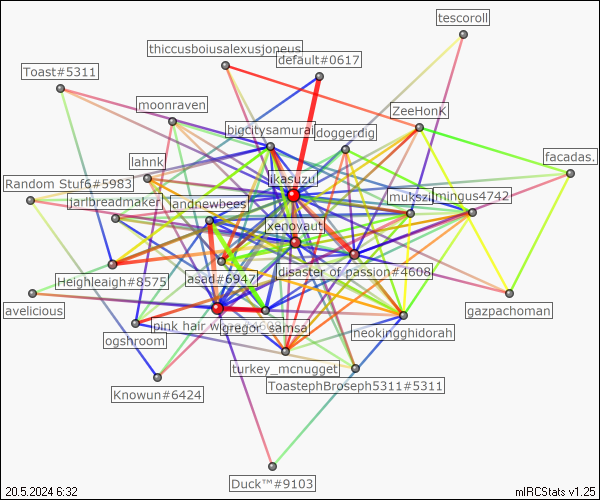 tescoroll
thiccusboiusalexusjoneus
default#0617
Toast#5311
moonraven
ZeeHonK
bigcitysamurai
doggerdig
lahnk
facadas.
ikasuzu
Random Stuf6#5983
jarlbreadmaker
landnewbees
mukszi
mingus4742
xenoyaut
asad#6947
disaster of passion#4608
Heighleaigh#8575
avelicious
gazpachoman
ogshroom
pink hair w
gregor_samsa
neokingghidorah
turkey_mcnugget
ToastephBroseph5311#5311
Knowun#6424
Duck™#9103
20.5.2024 6:32
mIRCStats v1.25